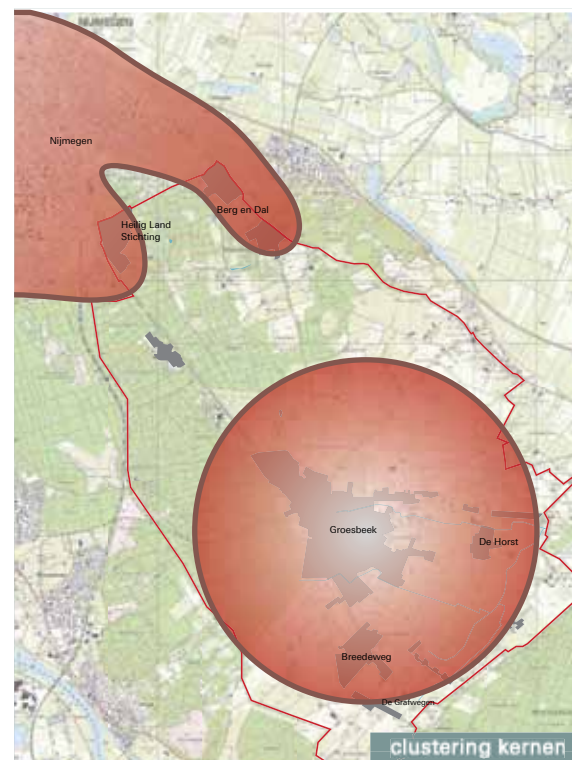 Nijmegen
Berg en Dal
Heilig Land
Stichting
Groesbeek
De Horst
Breedeweg
De Grafwegen
clustering kernen